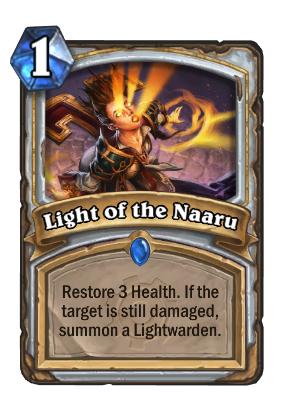 1
Light of the Naaru
Restore 3 Health. If the
target is still damaged,
summon a Lightwarden.